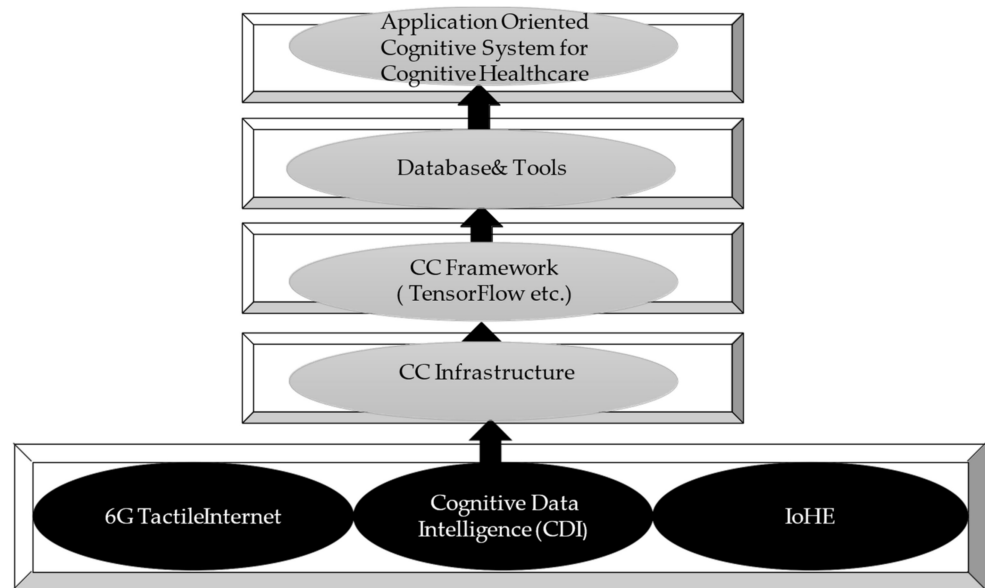 Application Oriented
Cognitive System for
Cognitive Healthcare
Database& Tools
CC Framework
( TensorFlow etc.)
CC Infrastructure
6G TactileInternet
Cognitive Data
Intelligence (CDI)
IoHE